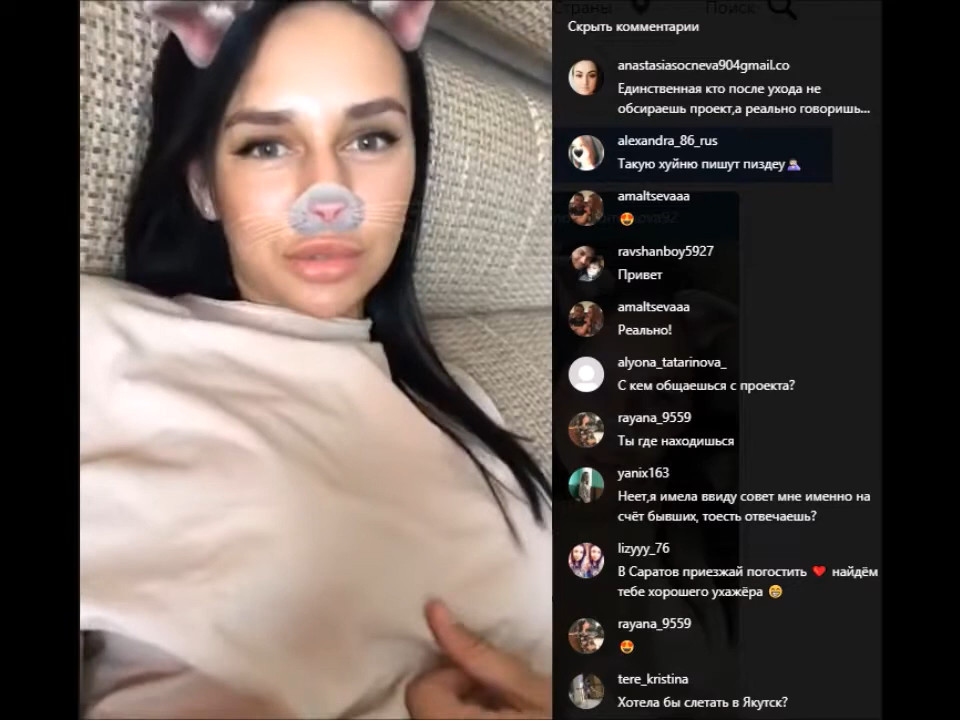 Страны
Поиск
Скрыть комментарии
anastasiasocneva904gmail.co
Единственная кто после ухода не
обсираешь проект,а реально говоришь...
alexandra_86_rus
Такую хуйню пишут пиздеу🤦🏻‍♀️
amaltsevaaa
😍
ravshanboy5927
Привет
amaltsevaaa
Реально!
alyona_tatarinova_
С кем общаешься с проекта?
rayana_9559
Ты где находишься
yanix163
Неет,я имела ввиду совет мне именно на
счёт бывших, тоесть отвечаешь?
lizyyy_76
В Саратов приезжай погостить ❤️ найдём
тебе хорошего ухажёра 😁
rayana_9559
😍
tere_kristina
Хотела бы слетать в Якутск?